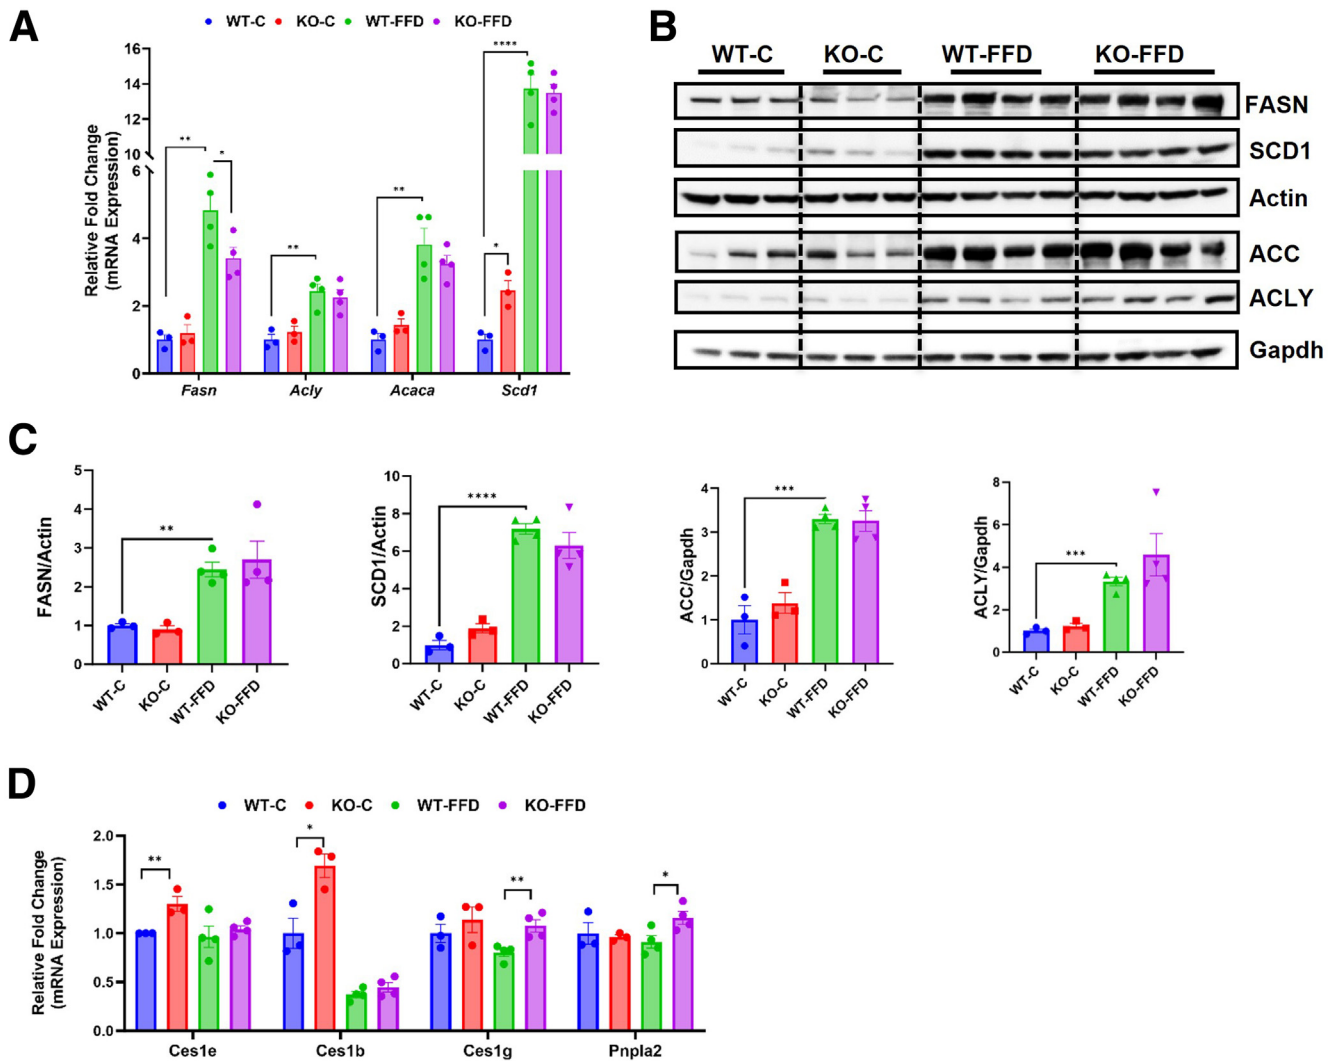 A
WT-C KO-C WT-FFD KO-FFD
Relative Fold Change
(mRNA Expression)
16
14
12
10
6
4
2
0
** * ** ** * ****
Fasn Acly Acaca Scd1
B
WT-C KO-C WT-FFD KO-FFD
FASN
SCD1
Actin
ACC
ACLY
Gapdh
C
FASN/Actin
5
4
3
2
1
0
**
WT-C KO-C WT-FFD KO-FFD
SCD1/Actin
10
8
6
4
2
0
****
WT-C KO-C WT-FFD KO-FFD
ACC/Gapdh
4
3
2
1
0
***
WT-C KO-C WT-FFD KO-FFD
ACLY/Gapdh
8
6
4
2
0
***
WT-C KO-C WT-FFD KO-FFD
D
WT-C KO-C WT-FFD KO-FFD
Relative Fold Change
(mRNA Expression)
2.0
1.5
1.0
0.5
0.0
** * ** *
Ces1e Ces1b Ces1g Pnpla2